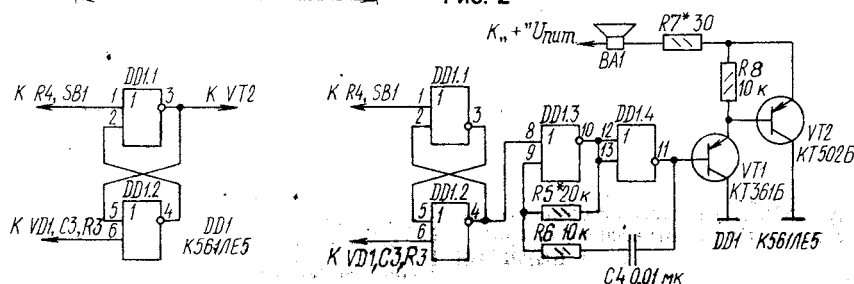 Рис. 2
К „+" Uпит
R7* 30
ВА1
R8
10 к
VT2
КТ502Б
VT1
КТ361Б
DD1 К561ЛЕ5
К R4, SB1
DD1.1
1
1
2
3
К VT2
DD1.2
1
5
6
4
К VD1, C3, R3
DD1
К561ЛЕ5
К R4, SB1
DD1.1
1
1
2
3
DD1.2
1
5
6
4
К VD1, C3, R3
DD1.3
1
8
9
10
DD1.4
1
12
13
11
R5* 20к
R6 10к
C4 0,01 мк